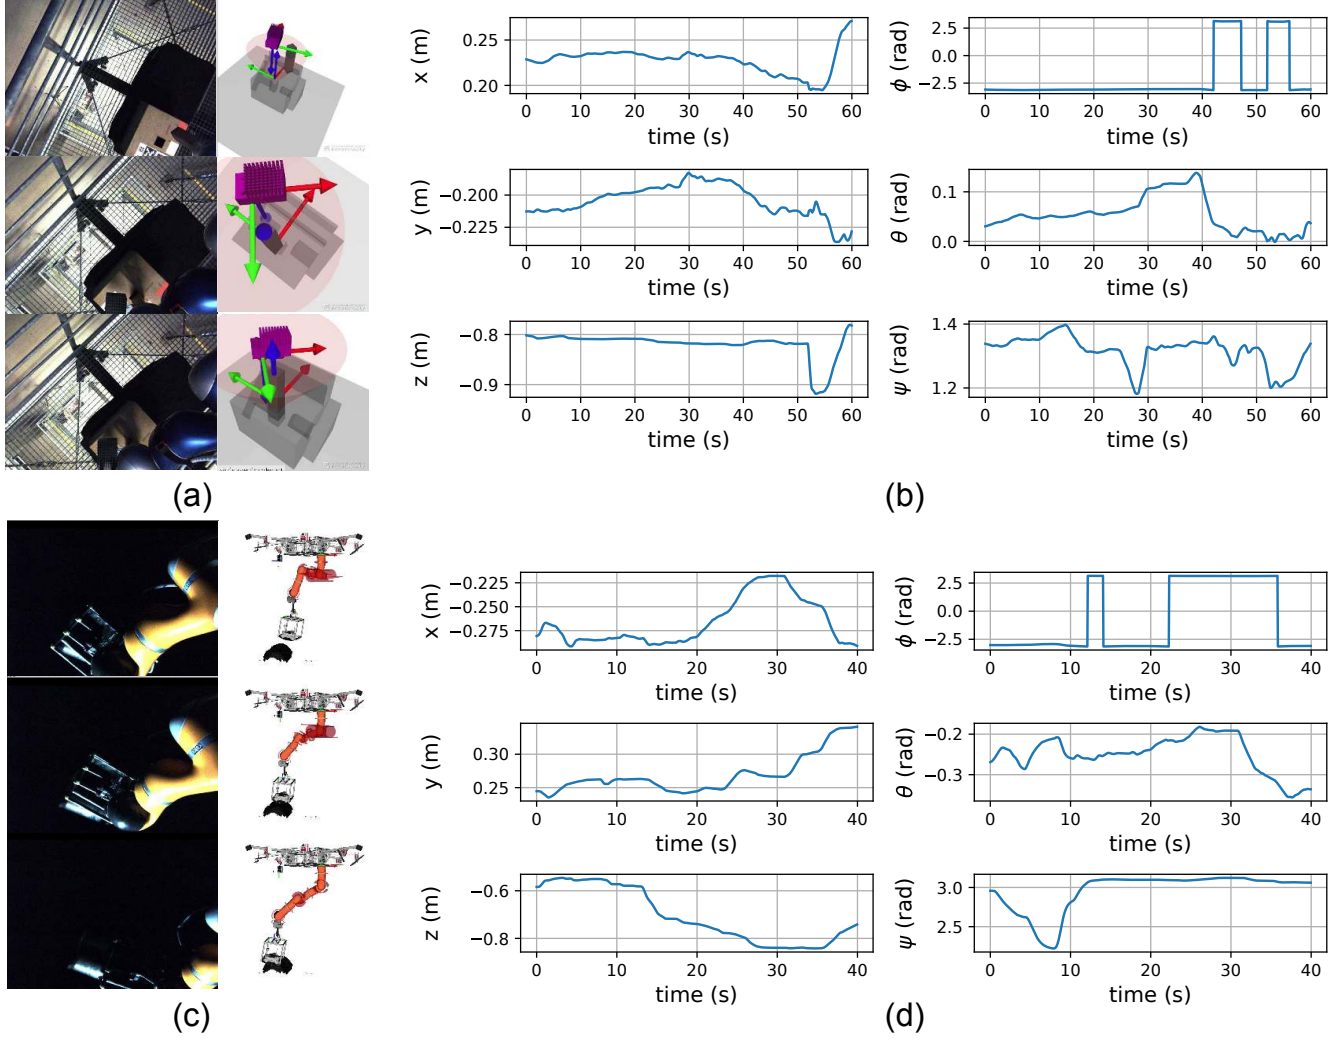 x (m)
0.25
0.20
0 10 20 30 40 50 60
time (s)
ϕ (rad)
2.5
0.0
−2.5
0 10 20 30 40 50 60
time (s)
y (m)
−0.200
−0.225
0 10 20 30 40 50 60
time (s)
θ (rad)
0.1
0.0
0 10 20 30 40 50 60
time (s)
z (m)
−0.8
−0.9
0 10 20 30 40 50 60
time (s)
ψ (rad)
1.4
1.2
0 10 20 30 40 50 60
time (s)
(a)
(b)
x (m)
−0.225
−0.250
−0.275
0 10 20 30 40
time (s)
ϕ (rad)
2.5
0.0
−2.5
0 10 20 30 40
time (s)
y (m)
0.30
0.25
0 10 20 30 40
time (s)
θ (rad)
−0.2
−0.3
0 10 20 30 40
time (s)
z (m)
−0.6
−0.8
0 10 20 30 40
time (s)
ψ (rad)
3.0
2.5
0 10 20 30 40
time (s)
(c)
(d)